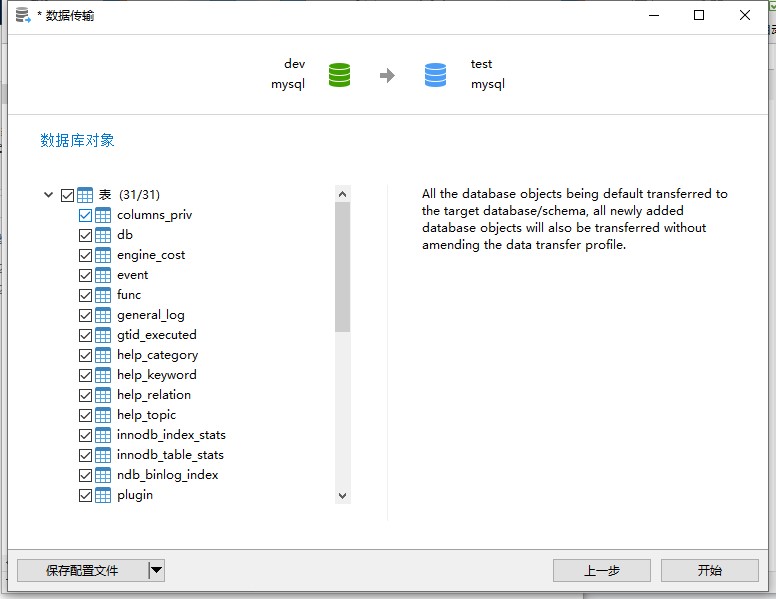 * 数据传输
dev
mysql
test
mysql
数据库对象
表 (31/31)
columns_priv
db
engine_cost
event
func
general_log
gtid_executed
help_category
help_keyword
help_relation
help_topic
innodb_index_stats
innodb_table_stats
ndb_binlog_index
plugin
All the database objects being default transferred to
the target database/schema, all newly added
database objects will also be transferred without
amending the data transfer profile.
保存配置文件
上一步
开始